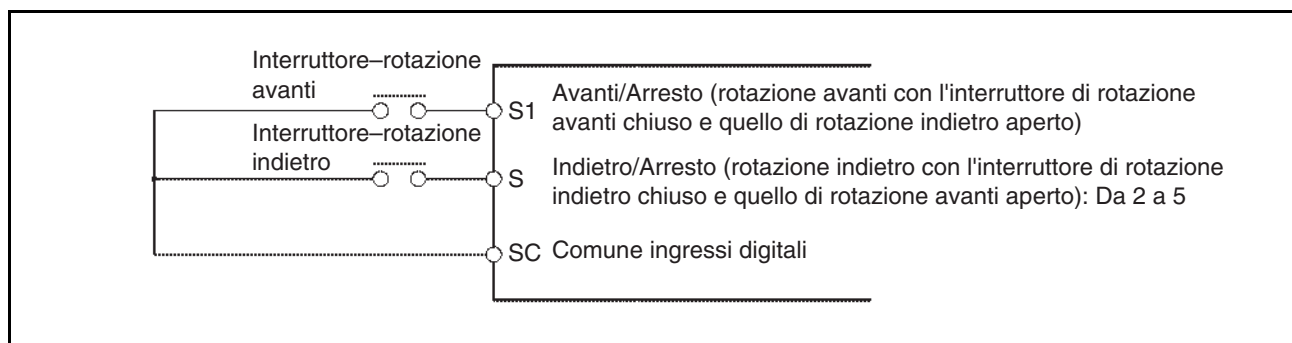 Interruttore–rotazione
avanti
S1
Avanti/Arresto (rotazione avanti con l'interruttore di rotazione
avanti chiuso e quello di rotazione indietro aperto)
Interruttore–rotazione
indietro
S
Indietro/Arresto (rotazione indietro con l'interruttore di rotazione
indietro chiuso e quello di rotazione avanti aperto): Da 2 a 5
SC Comune ingressi digitali